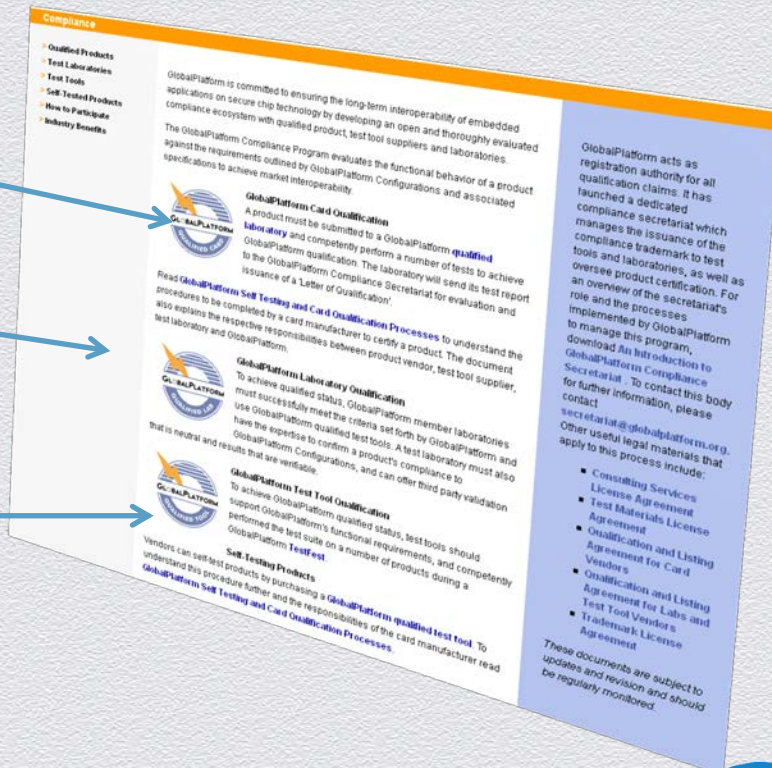 Compliance
> Qualified Products
> Test Laboratories
> Test Tools
> Self-Tested Products
> How to Participate
> Industry Benefits
GlobalPlatform is committed to ensuring the long-term interoperability of embedded
applications on secure chip technology by developing an open and thoroughly evaluated
compliance ecosystem with qualified product, test tool suppliers and laboratories.
The GlobalPlatform Compliance Program evaluates the functional behavior of a product
against the requirements outlined by GlobalPlatform Configurations and associated
specifications to achieve market interoperability.
GLOBALPLATFORM
QUALIFIED CARD
GlobalPlatform Card Qualification
A product must be submitted to a GlobalPlatform qualified
laboratory and competently perform a number of tests to achieve
GlobalPlatform qualification. The laboratory will send its test report
to the GlobalPlatform Compliance Secretariat for evaluation and
issuance of a 'Letter of Qualification'.
Read GlobalPlatform Self Testing and Card Qualification Processes to understand the
procedures to be completed by a card manufacturer to certify a product. The document
also explains the respective responsibilities between product vendor, test tool supplier,
test laboratory and GlobalPlatform.
GLOBALPLATFORM
QUALIFIED LAB
GlobalPlatform Laboratory Qualification
To achieve qualified status, GlobalPlatform member laboratories
must successfully meet the criteria set forth by GlobalPlatform and
use GlobalPlatform qualified test tools. A test laboratory must also
have the expertise to confirm a product's compliance to
GlobalPlatform Configurations, and can offer third party validation
that is neutral and results that are verifiable.
GLOBALPLATFORM
QUALIFIED TOOL
GlobalPlatform Test Tool Qualification
To achieve GlobalPlatform qualified status, test tools should
support GlobalPlatform's functional requirements, and competently
performed the test suite on a number of products during a
GlobalPlatform TestFest.
Self-Testing Products
Vendors can self-test products by purchasing a GlobalPlatform qualified test tool. To
understand this procedure further and the responsibilities of the card manufacturer read
GlobalPlatform Self Testing and Card Qualification Processes.
GlobalPlatform acts as
registration authority for all
qualification claims. It has
launched a dedicated
compliance secretariat which
manages the issuance of the
compliance trademark to test
tools and laboratories, as well as
oversee product certification. For
an overview of the secretariat's
role and the processes
implemented by GlobalPlatform
to manage this program,
download An Introduction to
GlobalPlatform Compliance
Secretariat . To contact this body
for further information, please
contact
secretariat@globalplatform.org.
Other useful legal materials that
apply to this process include:
▪ Consulting Services
License Agreement
▪ Test Materials License
Agreement
▪ Qualification and Listing
Agreement for Card
Vendors
▪ Qualification and Listing
Agreement for Labs and
Test Tool Vendors
▪ Trademark License
Agreement
These documents are subject to
updates and revision and should
be regularly monitored.